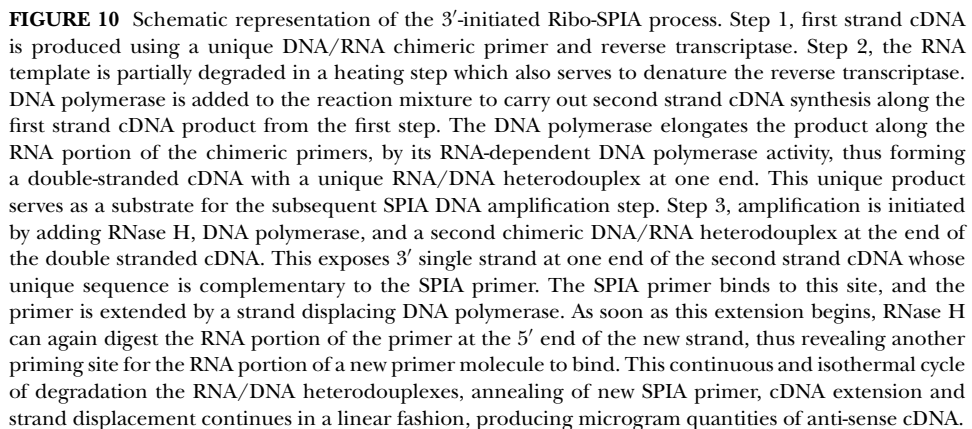 FIGURE 10 Schematic representation of the 3′-initiated Ribo-SPIA process. Step 1, first strand cDNA
is produced using a unique DNA/RNA chimeric primer and reverse transcriptase. Step 2, the RNA
template is partially degraded in a heating step which also serves to denature the reverse transcriptase.
DNA polymerase is added to the reaction mixture to carry out second strand cDNA synthesis along the
first strand cDNA product from the first step. The DNA polymerase elongates the product along the
RNA portion of the chimeric primers, by its RNA-dependent DNA polymerase activity, thus forming
a double-stranded cDNA with a unique RNA/DNA heterodouplex at one end. This unique product
serves as a substrate for the subsequent SPIA DNA amplification step. Step 3, amplification is initiated
by adding RNase H, DNA polymerase, and a second chimeric DNA/RNA heterodouplex at the end of
the double stranded cDNA. This exposes 3′ single strand at one end of the second strand cDNA whose
unique sequence is complementary to the SPIA primer. The SPIA primer binds to this site, and the
primer is extended by a strand displacing DNA polymerase. As soon as this extension begins, RNase H
can again digest the RNA portion of the primer at the 5′ end of the new strand, thus revealing another
priming site for the RNA portion of a new primer molecule to bind. This continuous and isothermal cycle
of degradation the RNA/DNA heterodouplexes, annealing of new SPIA primer, cDNA extension and
strand displacement continues in a linear fashion, producing microgram quantities of anti-sense cDNA.